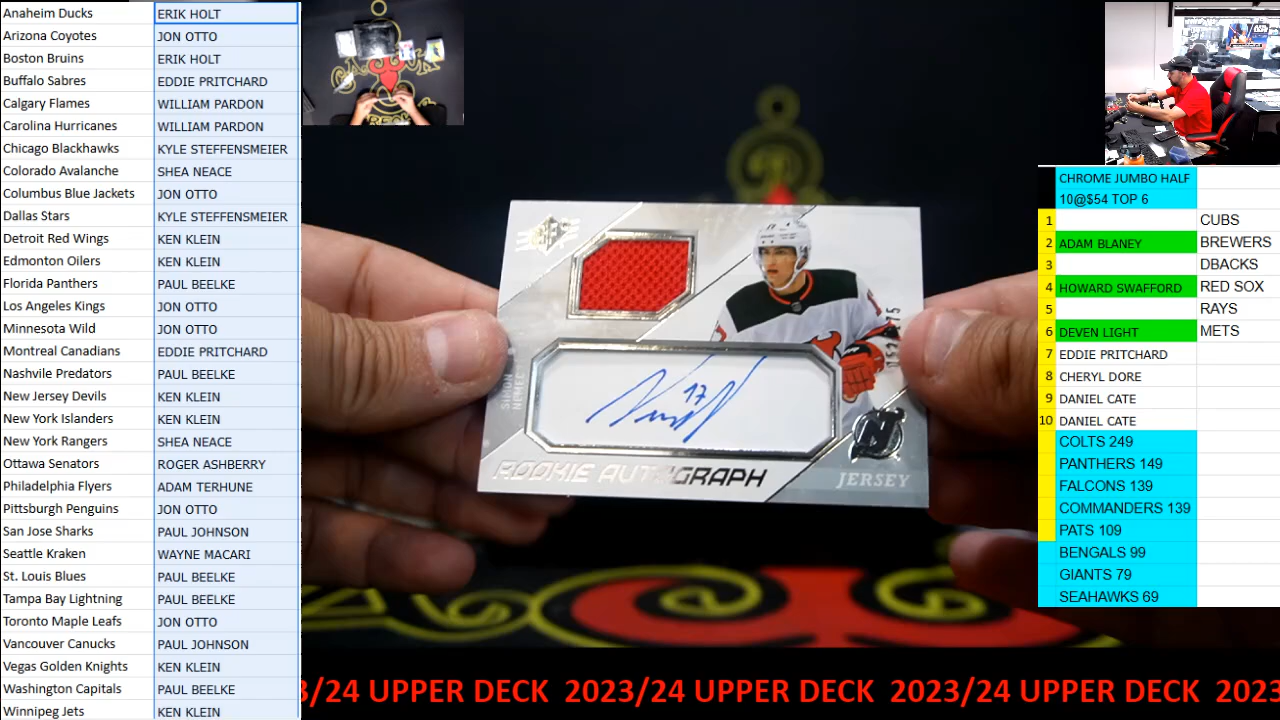 Anaheim Ducks ERIK HOLT
Arizona Coyotes JON OTTO
Boston Bruins ERIK HOLT
Buffalo Sabres EDDIE PRITCHARD
Calgary Flames WILLIAM PARDON
Carolina Hurricanes WILLIAM PARDON
Chicago Blackhawks KYLE STEFFENSMEIER
Colorado Avalanche SHEA NEACE
Columbus Blue Jackets JON OTTO
Dallas Stars KYLE STEFFENSMEIER
Detroit Red Wings KEN KLEIN
Edmonton Oilers KEN KLEIN
Florida Panthers PAUL BEELKE
Los Angeles Kings JON OTTO
Minnesota Wild JON OTTO
Montreal Canadians EDDIE PRITCHARD
Nashvile Predators PAUL BEELKE
New Jersey Devils KEN KLEIN
New York Islanders KEN KLEIN
New York Rangers SHEA NEACE
Ottawa Senators ROGER ASHBERRY
Philadelphia Flyers ADAM TERHUNE
Pittsburgh Penguins JON OTTO
San Jose Sharks PAUL JOHNSON
Seattle Kraken WAYNE MACARI
St. Louis Blues PAUL BEELKE
Tampa Bay Lightning PAUL BEELKE
Toronto Maple Leafs JON OTTO
Vancouver Canucks PAUL JOHNSON
Vegas Golden Knights KEN KLEIN
Washington Capitals PAUL BEELKE
Winnipeg Jets KEN KLEIN
SIMON
NEMEC
17
ROOKIE AUTOGRAPH
JERSEY
CHROME JUMBO HALF
10@$54 TOP 6
1 CUBS
2 ADAM BLANEY BREWERS
3 DBACKS
4 HOWARD SWAFFORD RED SOX
5 RAYS
6 DEVEN LIGHT METS
7 EDDIE PRITCHARD
8 CHERYL DORE
9 DANIEL CATE
10 DANIEL CATE
COLTS 249
PANTHERS 149
FALCONS 139
COMMANDERS 139
PATS 109
BENGALS 99
GIANTS 79
SEAHAWKS 69
3/24 UPPER DECK 2023/24 UPPER DECK 2023/24 UPPER DECK 2023